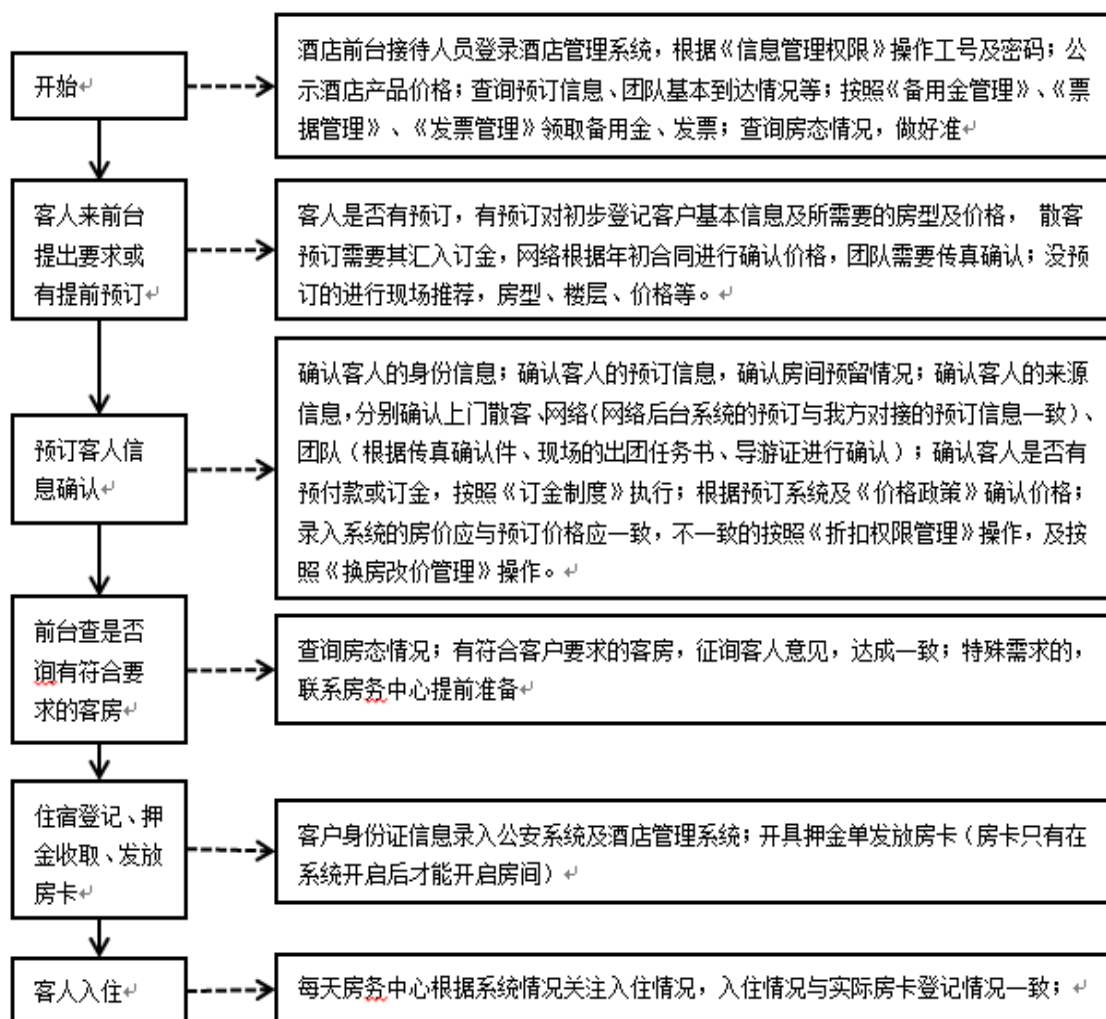 开始
酒店前台接待人员登录酒店管理系统，根据《信息管理权限》操作工号及密码；公
示酒店产品价格；查询预订信息、团队基本到达情况等；按照《备用金管理》、《票
据管理》、《发票管理》领取备用金、发票；查询房态情况，做好准
客人来前台
提出要求或
有提前预订
客人是否有预订，有预订对初步登记客户基本信息及所需要的房型及价格， 散客
预订需要其汇入订金，网络根据年初合同进行确认价格，团队需要传真确认；没预
订的进行现场推荐，房型、楼层、价格等。
预订客人信
息确认
确认客人的身份信息；确认客人的预订信息，确认房间预留情况；确认客人的来源
信息，分别确认上门散客、网络（网络后台系统的预订与我方对接的预订信息一致）、
团队（根据传真确认件、现场的出团任务书、导游证进行确认）；确认客人是否有
预付款或订金，按照《订金制度》执行；根据预订系统及《价格政策》确认价格；
录入系统的房价应与预订价格应一致，不一致的按照《折扣权限管理》操作，及按
照《换房改价管理》操作。
前台查是否
询有符合要
求的客房
查询房态情况；有符合客户要求的客房，征询客人意见，达成一致；特殊需求的，
联系房务中心提前准备
住宿登记、押
金收取、发放
房卡
客户身份证信息录入公安系统及酒店管理系统；开具押金单发放房卡（房卡只有在
系统开启后才能开启房间）
客人入住
每天房务中心根据系统情况关注入住情况，入住情况与实际房卡登记情况一致；